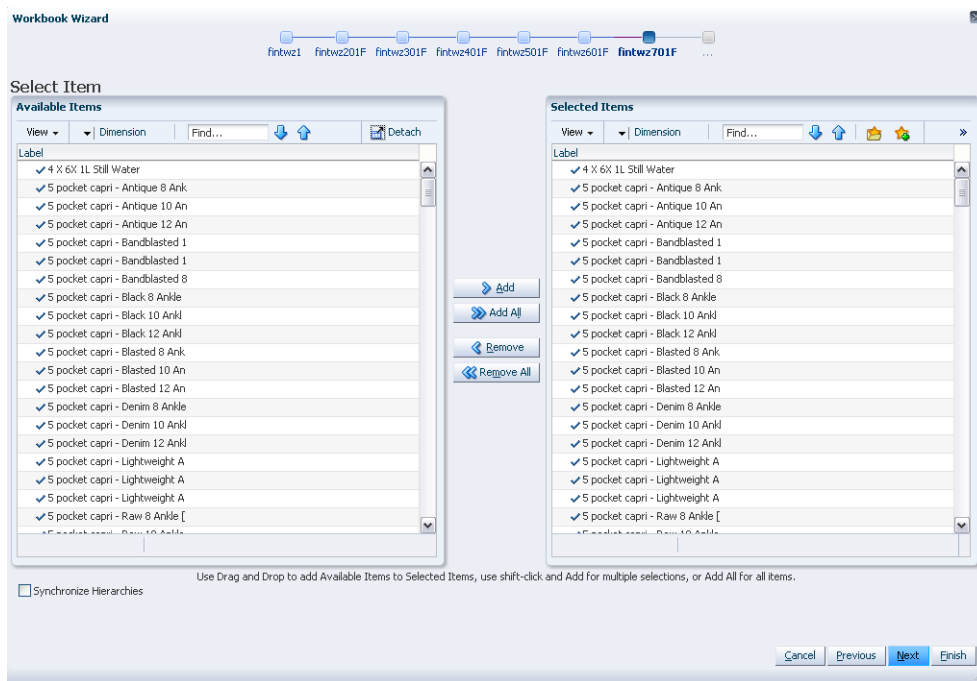 Workbook Wizard
fintwz1 fintwz201F fintwz301F fintwz401F fintwz501F fintwz601F fintwz701F ...
Select Item
Available Items
View Dimension Find... Detach
Label
4 X 6X 1L Still Water
5 pocket capri - Antique 8 Ank
5 pocket capri - Antique 10 An
5 pocket capri - Antique 12 An
5 pocket capri - Bandblasted 1
5 pocket capri - Bandblasted 1
5 pocket capri - Bandblasted 8
5 pocket capri - Black 8 Ankle
5 pocket capri - Black 10 Ankl
5 pocket capri - Black 12 Ankl
5 pocket capri - Blasted 8 Ank
5 pocket capri - Blasted 10 An
5 pocket capri - Blasted 12 An
5 pocket capri - Denim 8 Ankle
5 pocket capri - Denim 10 Ankl
5 pocket capri - Denim 12 Ankl
5 pocket capri - Lightweight A
5 pocket capri - Lightweight A
5 pocket capri - Lightweight A
5 pocket capri - Raw 8 Ankle [
Add
Add All
Remove
Remove All
Selected Items
View Dimension Find... »
Label
4 X 6X 1L Still Water
5 pocket capri - Antique 8 Ank
5 pocket capri - Antique 10 An
5 pocket capri - Antique 12 An
5 pocket capri - Bandblasted 1
5 pocket capri - Bandblasted 1
5 pocket capri - Bandblasted 8
5 pocket capri - Black 8 Ankle
5 pocket capri - Black 10 Ankl
5 pocket capri - Black 12 Ankl
5 pocket capri - Blasted 8 Ank
5 pocket capri - Blasted 10 An
5 pocket capri - Blasted 12 An
5 pocket capri - Denim 8 Ankle
5 pocket capri - Denim 10 Ankl
5 pocket capri - Denim 12 Ankl
5 pocket capri - Lightweight A
5 pocket capri - Lightweight A
5 pocket capri - Lightweight A
5 pocket capri - Raw 8 Ankle [
Use Drag and Drop to add Available Items to Selected Items, use shift-click and Add for multiple selections, or Add All for all items.
Synchronize Hierarchies
Cancel Previous Next Finish